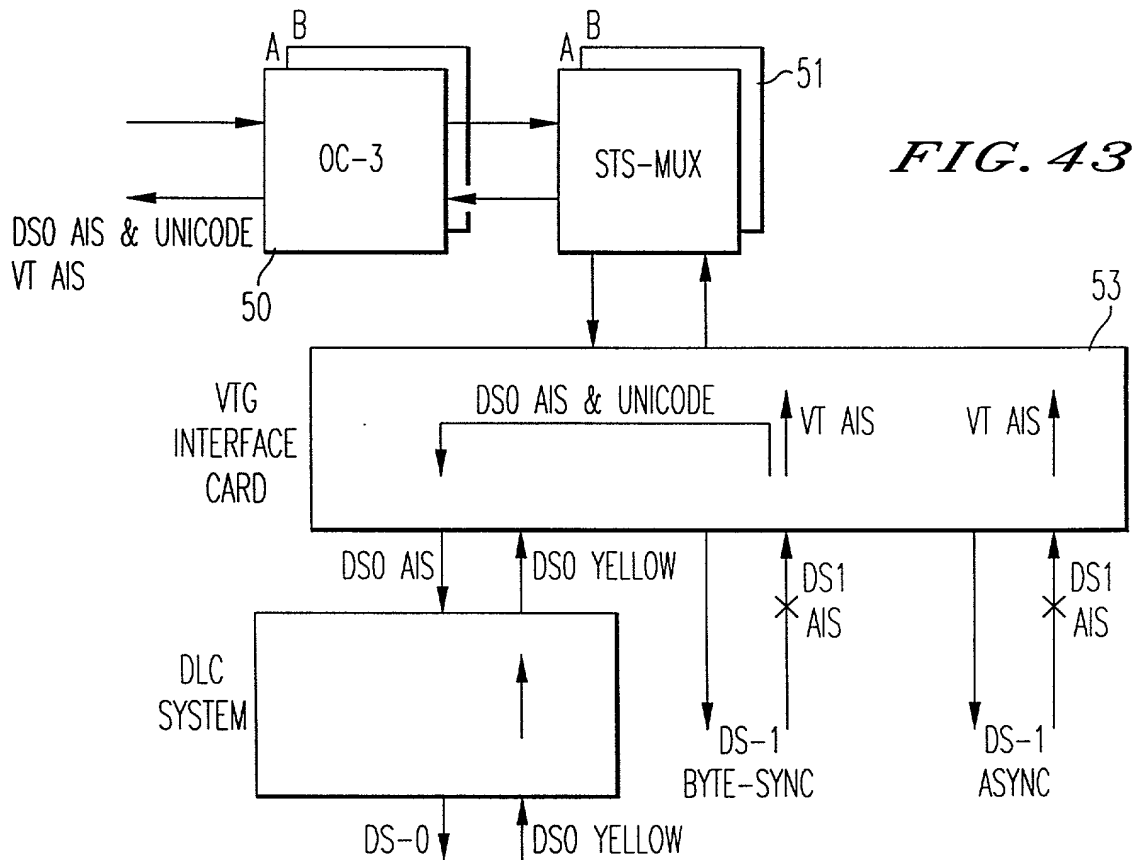 A B
OC-3
A B
STS-MUX
51
FIG. 43
DS0 AIS & UNICODE
VT AIS
50
53
VTG
INTERFACE
CARD
DS0 AIS & UNICODE
VT AIS
VT AIS
DS0 AIS
DS0 YELLOW
DS1
AIS
DS1
AIS
DLC
SYSTEM
DS-1
BYTE-SYNC
DS-1
ASYNC
DS-0
DS0 YELLOW